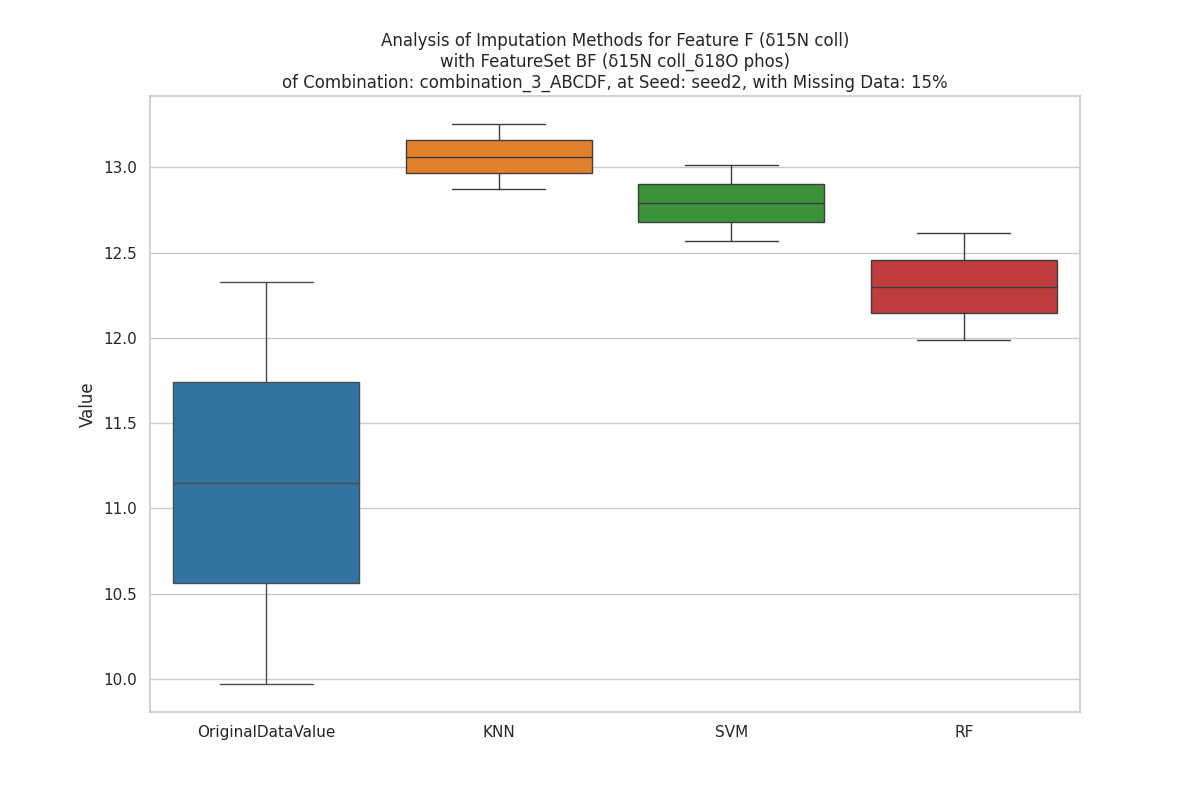 Analysis of Imputation Methods for Feature F (δ15N coll)
with FeatureSet BF (δ15N coll_δ18O phos)
of Combination: combination_3_ABCDF, at Seed: seed2, with Missing Data: 15%
Value
13.0
12.5
12.0
11.5
11.0
10.5
10.0
OriginalDataValue
KNN
SVM
RF